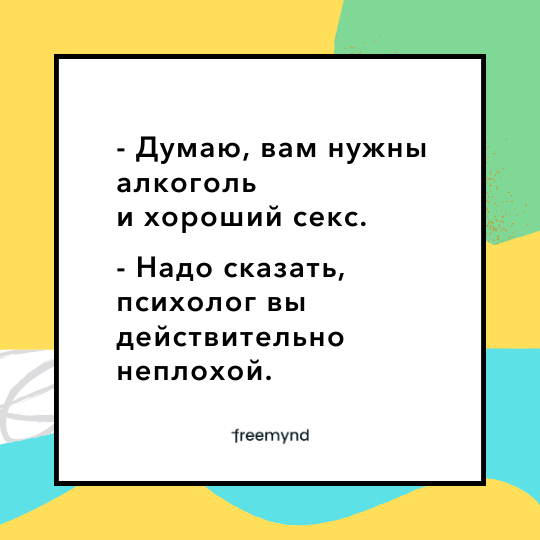 - Думаю, вам нужны
алкоголь
и хороший секс.
- Надо сказать,
психолог вы
действительно
неплохой.
freemynd